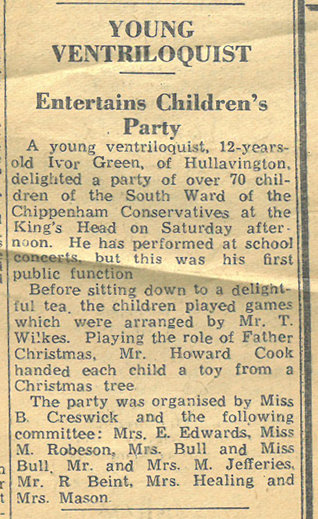 YOUNG
VENTRILOQUIST
Entertains Children's
Party
A young ventriloquist, 12-years-
old Ivor Green, of Hullavington,
delighted a party of over 70 chil-
dren of the South Ward of the
Chippenham Conservatives at the
King's Head on Saturday after-
noon. He has performed at school
concerts, but this was his first
public function
Before sitting down to a delight-
ful tea, the children played games
which were arranged by Mr. T.
Wilkes. Playing the role of Father
Christmas, Mr. Howard Cook
handed each child a toy from a
Christmas tree
The party was organised by Miss
B. Creswick and the following
committee: Mrs. E. Edwards, Miss
M. Robeson, Mrs. Bull and Miss
Bull, Mr. and Mrs. M. Jefferies,
Mr. R Beint, Mrs. Healing and
Mrs. Mason